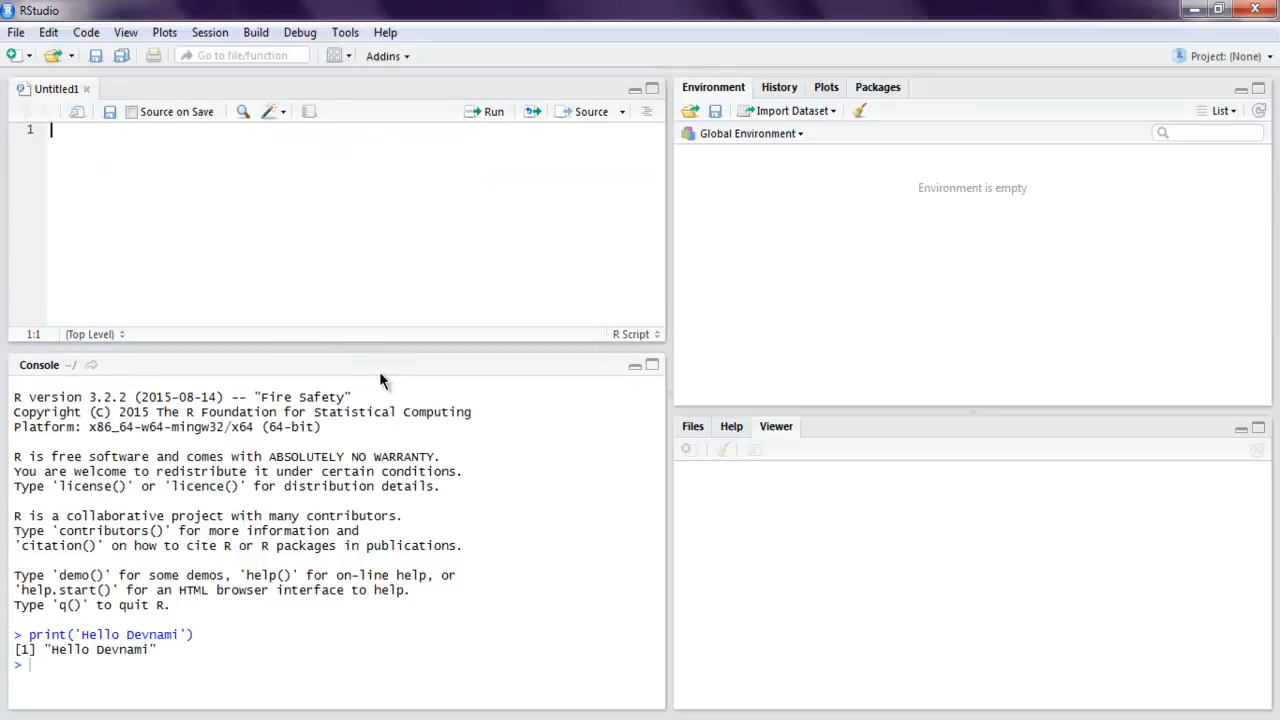 RStudio
File Edit Code View Plots Session Build Debug Tools Help
Go to file/function Addins Project: (None)
Untitled1
Source on Save Run Source
1
1:1 (Top Level) R Script
Console ~/
R version 3.2.2 (2015-08-14) -- "Fire Safety"
Copyright (C) 2015 The R Foundation for Statistical Computing
Platform: x86_64-w64-mingw32/x64 (64-bit)
R is free software and comes with ABSOLUTELY NO WARRANTY.
You are welcome to redistribute it under certain conditions.
Type 'license()' or 'licence()' for distribution details.
R is a collaborative project with many contributors.
Type 'contributors()' for more information and
'citation()' on how to cite R or R packages in publications.
Type 'demo()' for some demos, 'help()' for on-line help, or
'help.start()' for an HTML browser interface to help.
Type 'q()' to quit R.
> print('Hello Devnami')
[1] "Hello Devnami"
>
Environment History Plots Packages
Import Dataset List
Global Environment
Environment is empty
Files Help Viewer